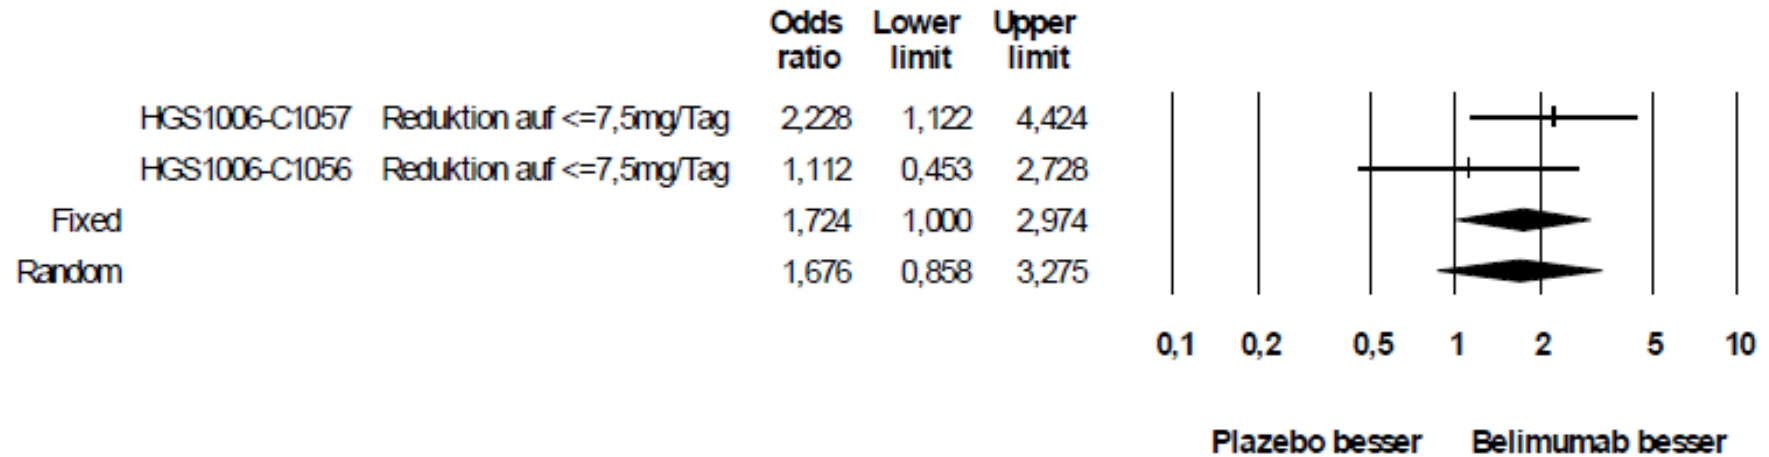 Odds Lower Upper
ratio limit limit
HGS1006-C1057 Reduktion auf <=7,5mg/Tag 2,228 1,122 4,424
HGS1006-C1056 Reduktion auf <=7,5mg/Tag 1,112 0,453 2,728
Fixed 1,724 1,000 2,974
Random 1,676 0,858 3,275
0,1 0,2 0,5 1 2 5 10
Plazebo besser Belimumab besser